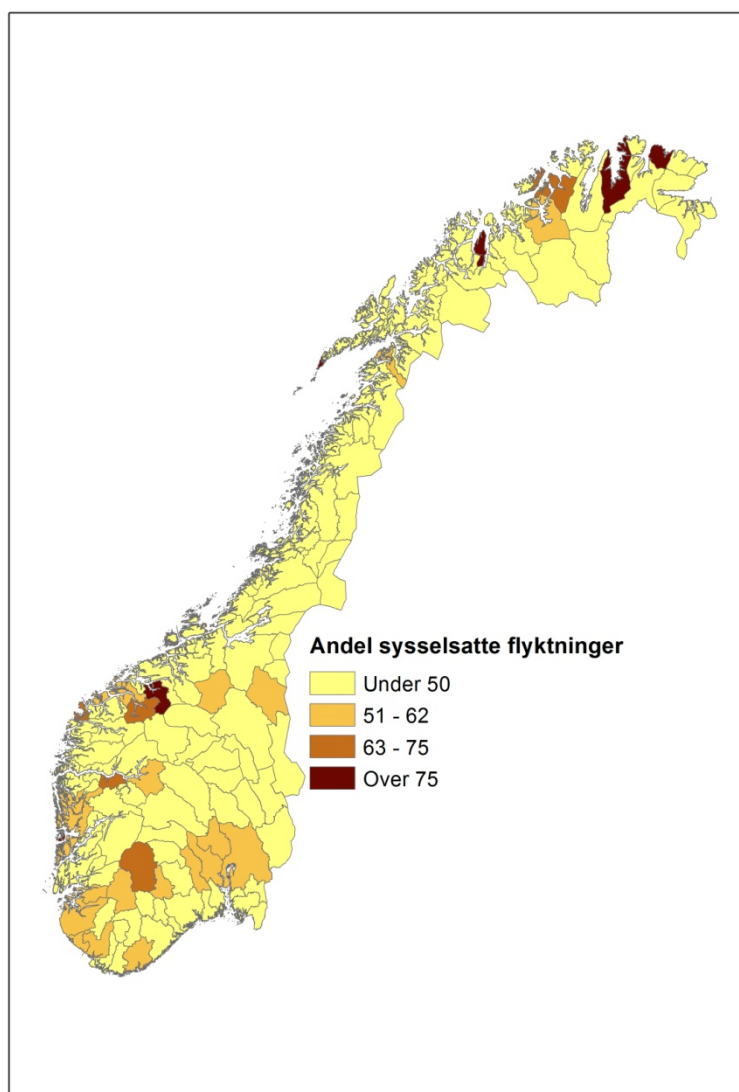 Andel sysselsatte flyktninger
Under 50
51 - 62
63 - 75
Over 75